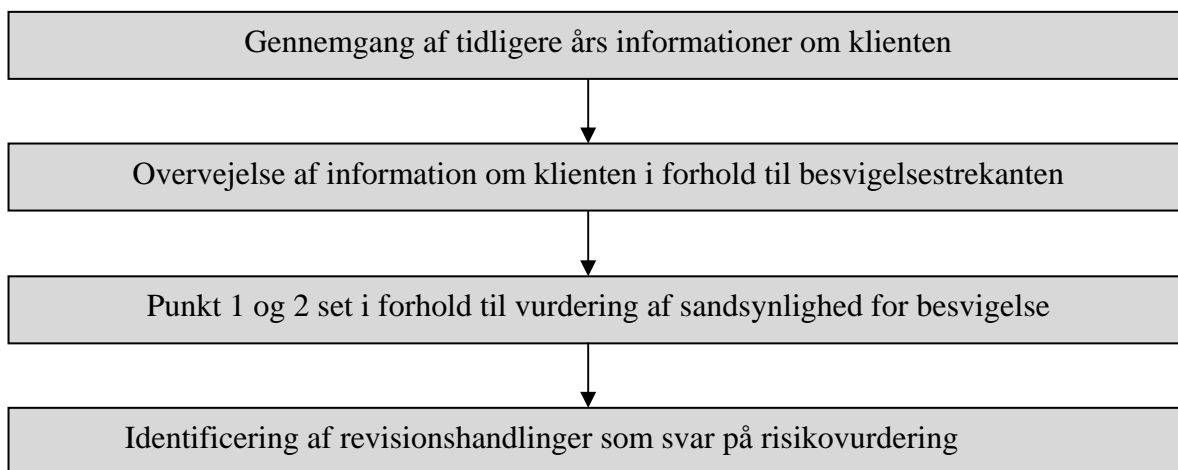 Gennemgang af tidligere års informationer om klienten
Overvejelse af information om klienten i forhold til besvigelsestrekanten
Punkt 1 og 2 set i forhold til vurdering af sandsynlighed for besvigelse
Identificering af revisionshandlinger som svar på risikovurdering